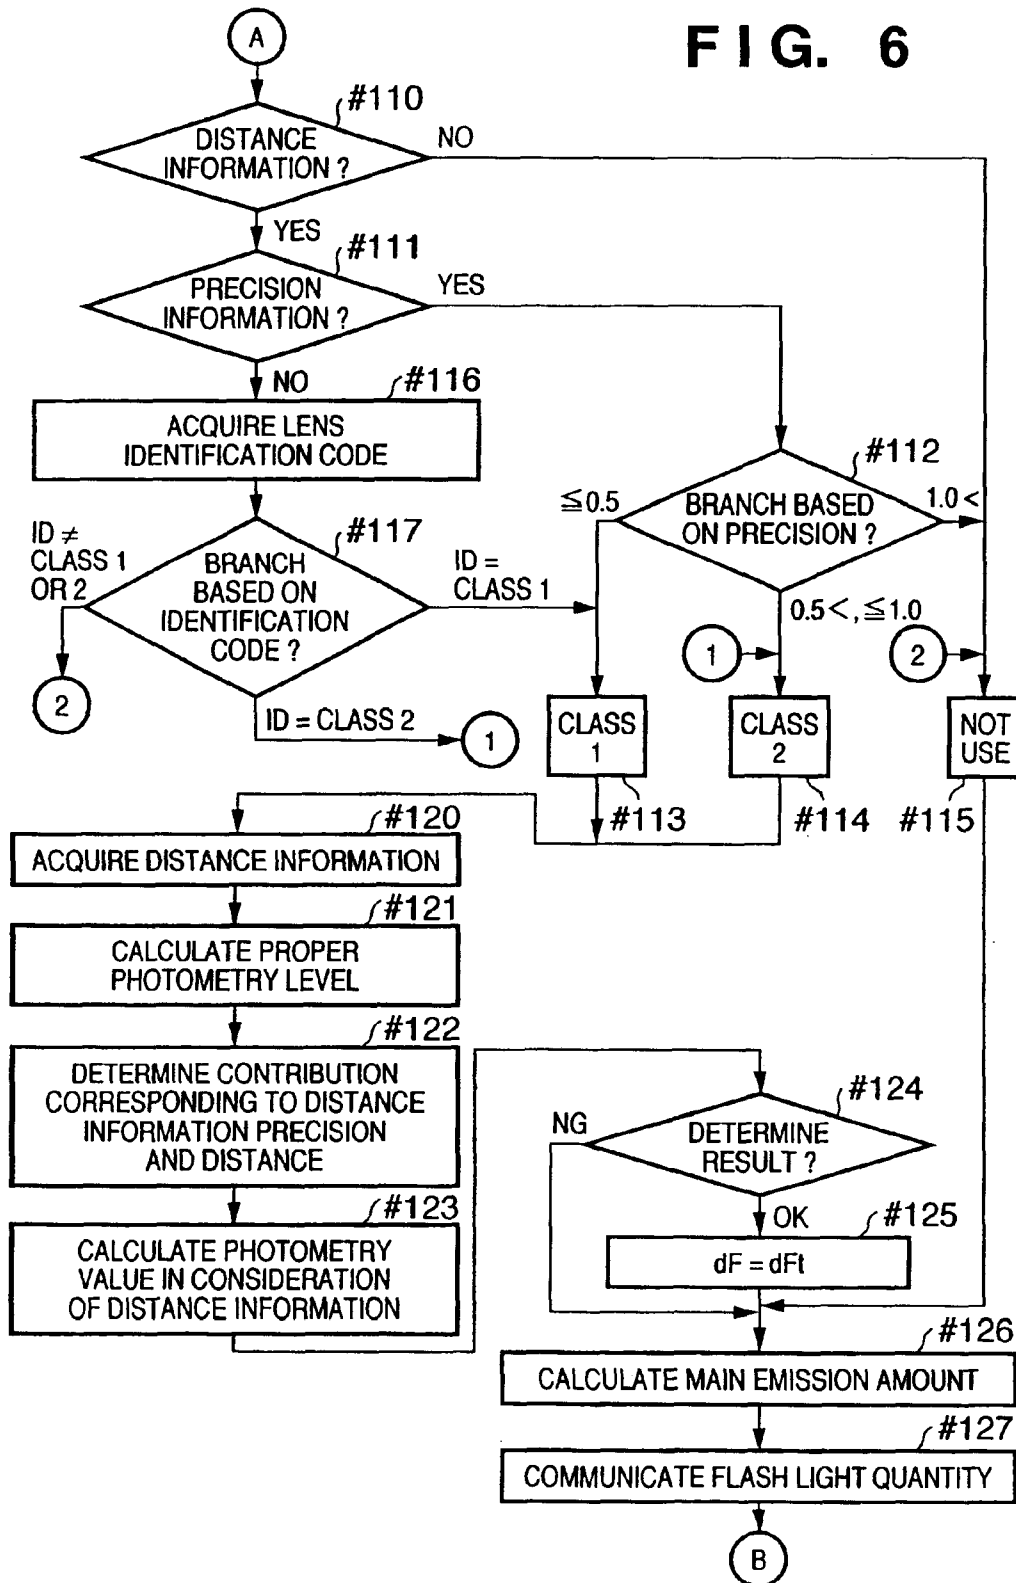 FIG. 6
A
#110
DISTANCE
INFORMATION ?
NO
YES
#111
PRECISION
INFORMATION ?
YES
NO
#116
ACQUIRE LENS
IDENTIFICATION CODE
#112
BRANCH BASED
ON PRECISION ?
≦0.5
1.0<
0.5<,≦1.0
#117
BRANCH
BASED ON
IDENTIFICATION
CODE ?
ID ≠
CLASS 1
OR 2
ID =
CLASS 1
ID = CLASS 2
2
1
1
2
CLASS
1
#113
CLASS
2
#114
NOT
USE
#115
#120
ACQUIRE DISTANCE INFORMATION
#121
CALCULATE PROPER
PHOTOMETRY LEVEL
#122
DETERMINE CONTRIBUTION
CORRESPONDING TO DISTANCE
INFORMATION PRECISION
AND DISTANCE
#123
CALCULATE PHOTOMETRY
VALUE IN CONSIDERATION
OF DISTANCE INFORMATION
#124
DETERMINE
RESULT ?
NG
OK
#125
dF = dFt
#126
CALCULATE MAIN EMISSION AMOUNT
#127
COMMUNICATE FLASH LIGHT QUANTITY
B